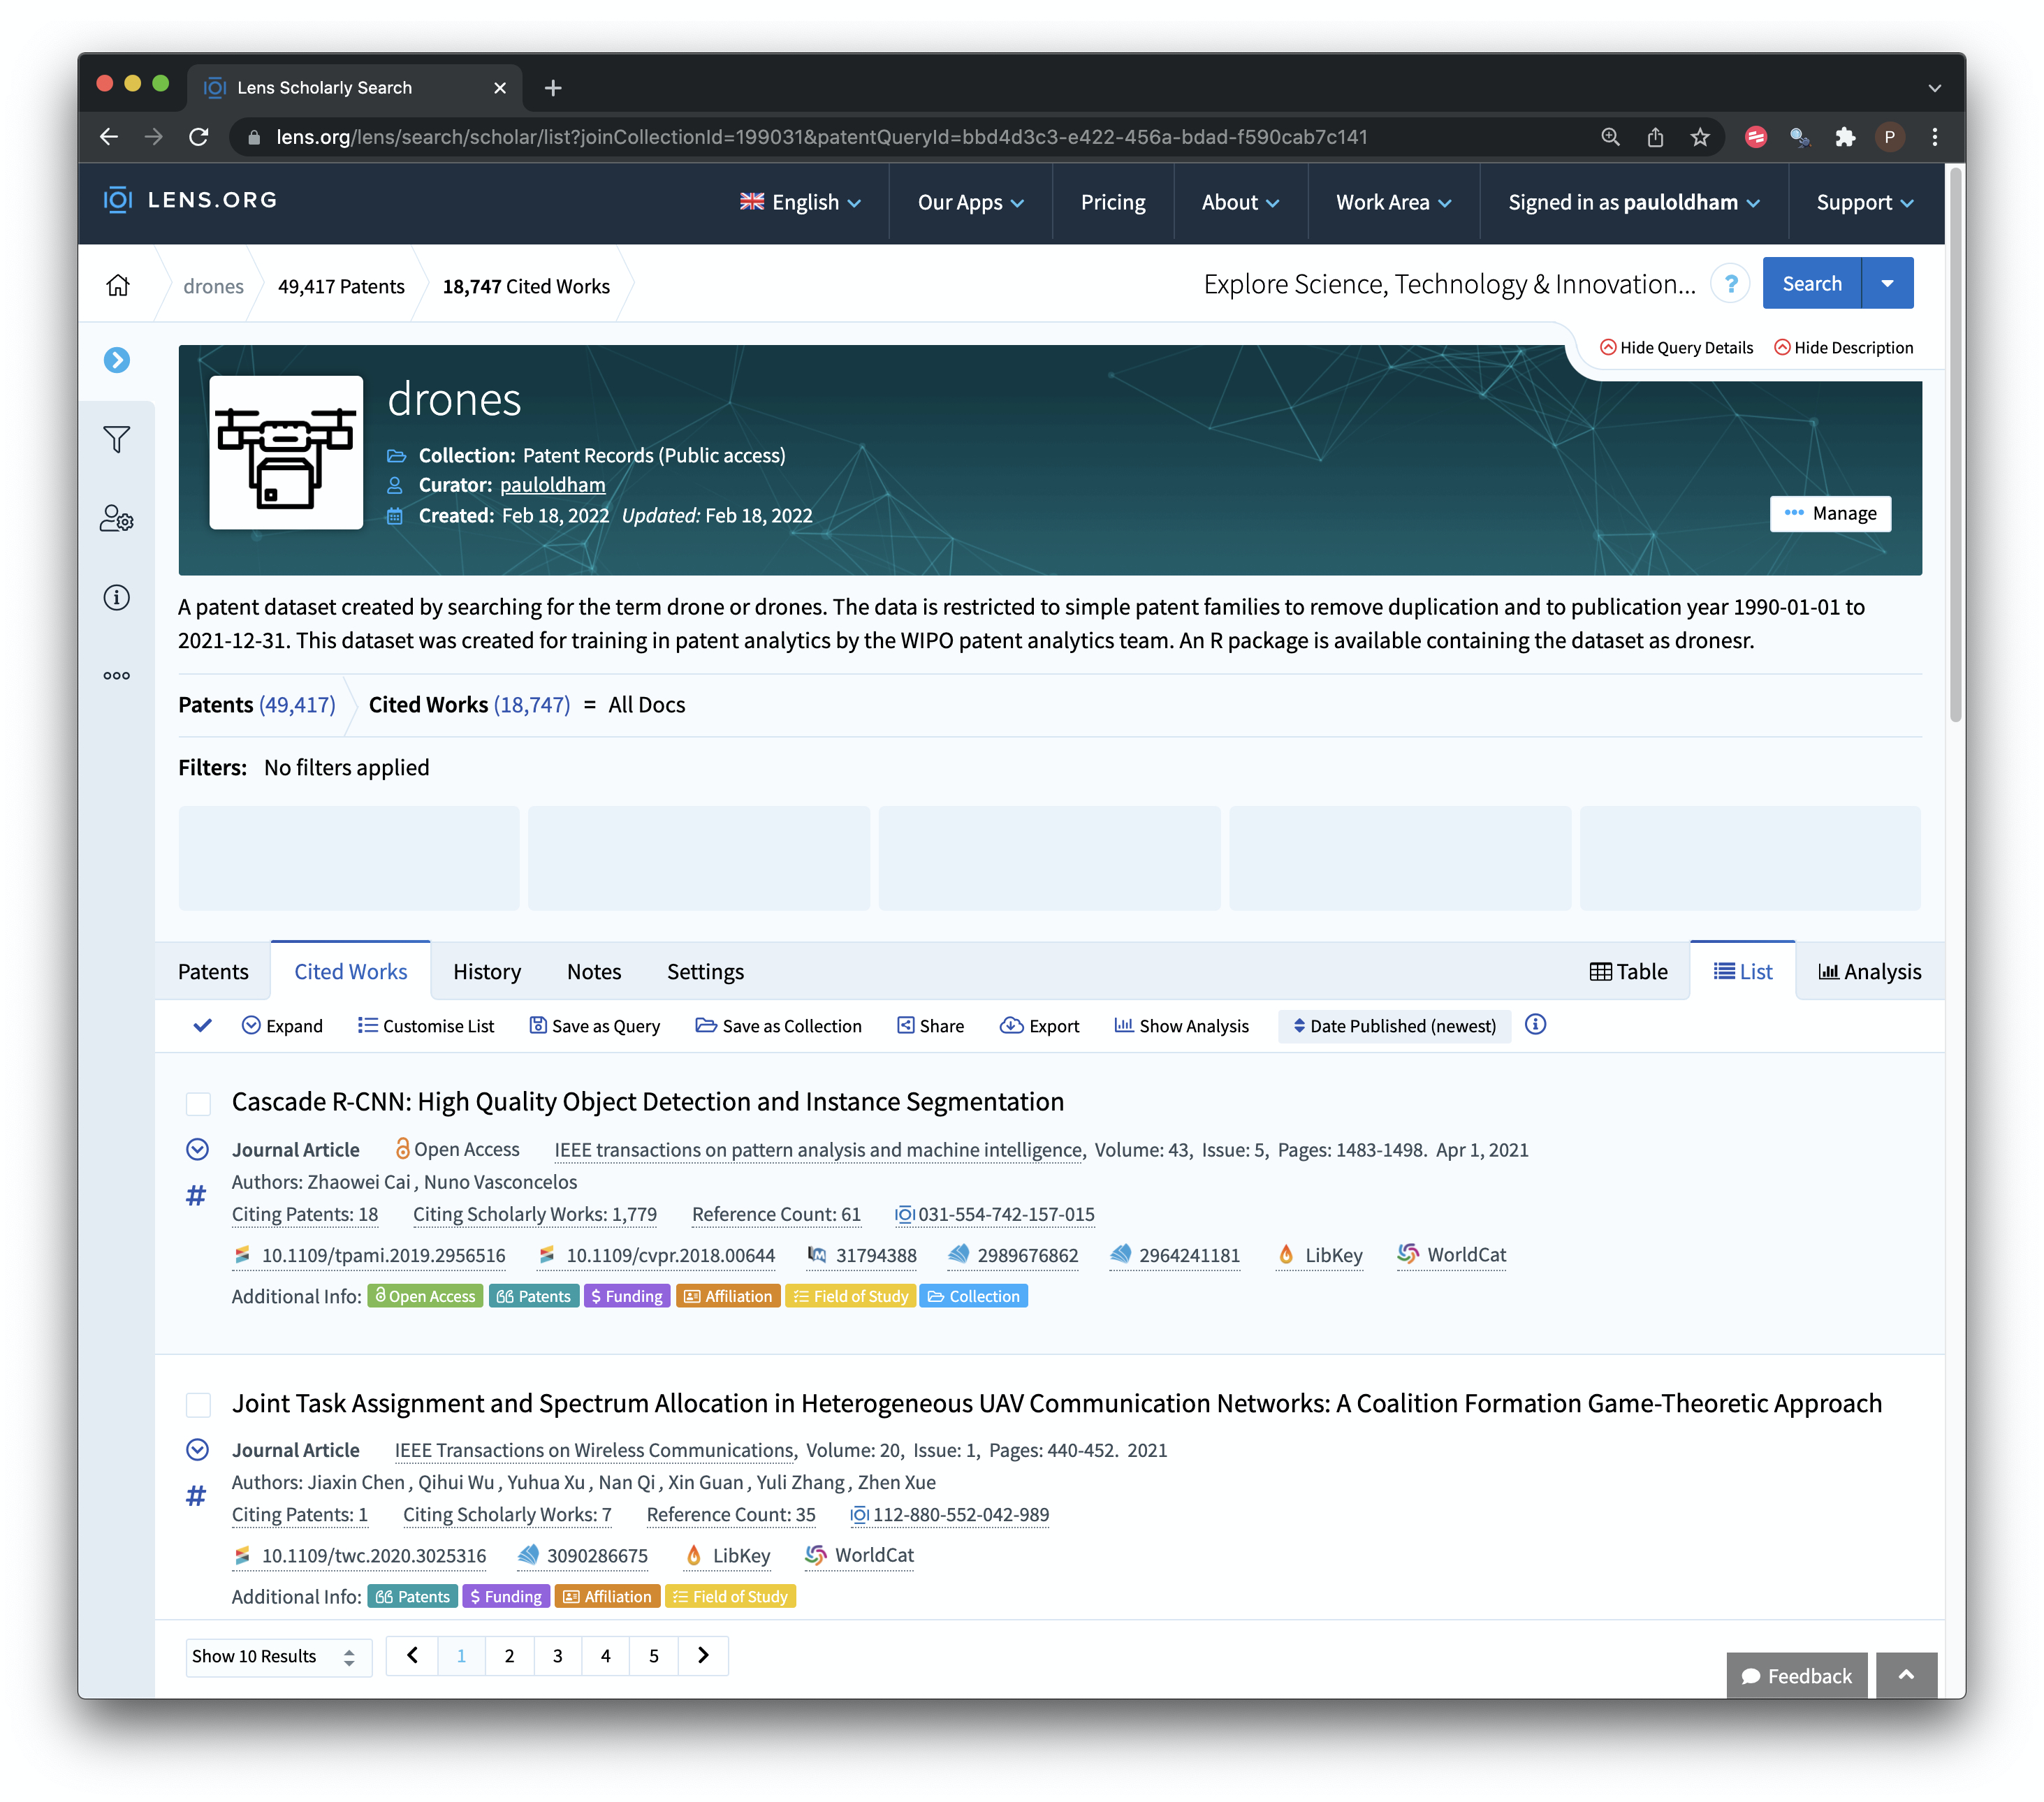 Lens Scholarly Search
lens.org/lens/search/scholar/list?joinCollectionId=199031&patentQueryId=bbd4d3c3-e422-456a-bdad-f590cab7c141
P
LENS.ORG
English
Our Apps
Pricing
About
Work Area
Signed in as pauloldham
Support
drones
49,417 Patents
18,747 Cited Works
Explore Science, Technology & Innovation...
?
Search
Hide Query Details
Hide Description
drones
Collection: Patent Records (Public access)
Curator: pauloldham
Created: Feb 18, 2022 Updated: Feb 18, 2022
Manage
A patent dataset created by searching for the term drone or drones. The data is restricted to simple patent families to remove duplication and to publication year 1990-01-01 to
2021-12-31. This dataset was created for training in patent analytics by the WIPO patent analytics team. An R package is available containing the dataset as dronesr.
Patents (49,417) Cited Works (18,747) = All Docs
Filters: No filters applied
Patents
Cited Works
History
Notes
Settings
Table
List
Analysis
Expand
Customise List
Save as Query
Save as Collection
Share
Export
Show Analysis
Date Published (newest)
Cascade R-CNN: High Quality Object Detection and Instance Segmentation
Journal Article Open Access IEEE transactions on pattern analysis and machine intelligence, Volume: 43, Issue: 5, Pages: 1483-1498. Apr 1, 2021
#
Authors: Zhaowei Cai, Nuno Vasconcelos
Citing Patents: 18 Citing Scholarly Works: 1,779 Reference Count: 61 031-554-742-157-015
10.1109/tpami.2019.2956516 10.1109/cvpr.2018.00644 31794388 2989676862 2964241181 LibKey WorldCat
Additional Info: Open Access Patents $ Funding Affiliation Field of Study Collection
Joint Task Assignment and Spectrum Allocation in Heterogeneous UAV Communication Networks: A Coalition Formation Game-Theoretic Approach
Journal Article IEEE Transactions on Wireless Communications, Volume: 20, Issue: 1, Pages: 440-452. 2021
#
Authors: Jiaxin Chen, Qihui Wu, Yuhua Xu, Nan Qi, Xin Guan, Yuli Zhang, Zhen Xue
Citing Patents: 1 Citing Scholarly Works: 7 Reference Count: 35 112-880-552-042-989
10.1109/twc.2020.3025316 3090286675 LibKey WorldCat
Additional Info: Patents $ Funding Affiliation Field of Study
Show 10 Results
1 2 3 4 5
Feedback